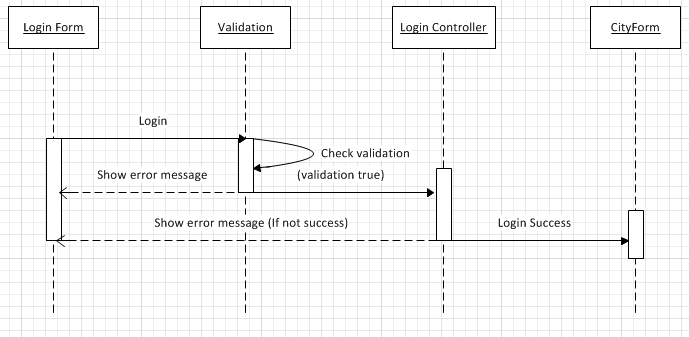 Login Form
Validation
Login Controller
CityForm
Login
Check validation
Show error message
(validation true)
Show error message (If not success)
Login Success